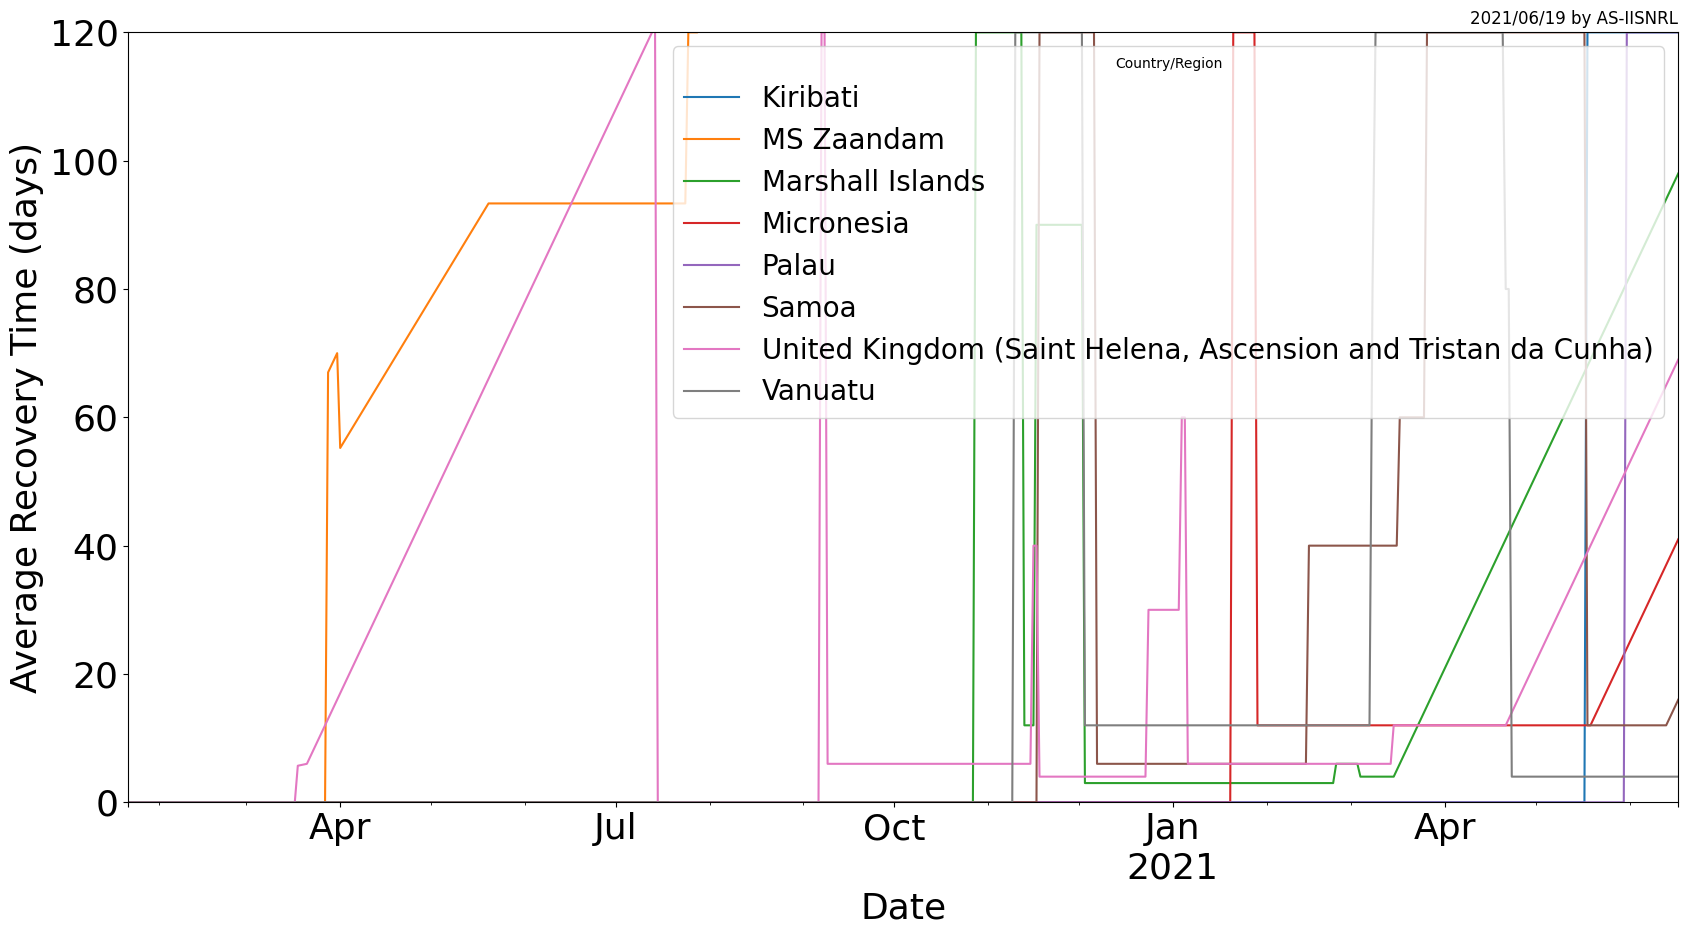 2021/06/19 by AS-IISNRL
Average Recovery Time (days)
120
100
80
60
40
20
0
Country/Region
Kiribati
MS Zaandam
Marshall Islands
Micronesia
Palau
Samoa
United Kingdom (Saint Helena, Ascension and Tristan da Cunha)
Vanuatu
Apr Jul Oct Jan Apr
2021
Date